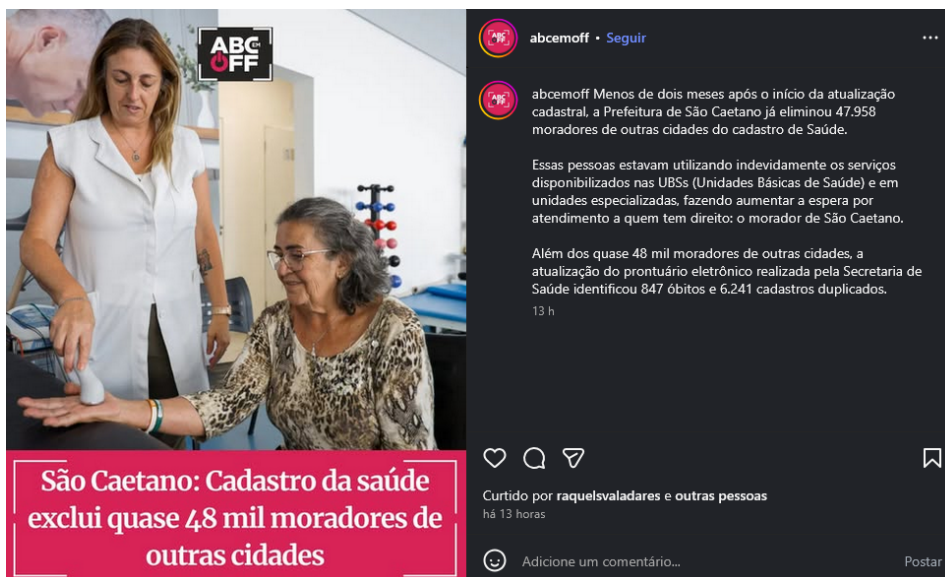 ABC EM
OFF
São Caetano: Cadastro da saúde
exclui quase 48 mil moradores de
outras cidades
abcemoff • Seguir
abcemoff Menos de dois meses após o início da atualização
cadastral, a Prefeitura de São Caetano já eliminou 47.958
moradores de outras cidades do cadastro de Saúde.
Essas pessoas estavam utilizando indevidamente os serviços
disponibilizados nas UBSs (Unidades Básicas de Saúde) e em
unidades especializadas, fazendo aumentar a espera por
atendimento a quem tem direito: o morador de São Caetano.
Além dos quase 48 mil moradores de outras cidades, a
atualização do prontuário eletrônico realizada pela Secretaria de
Saúde identificou 847 óbitos e 6.241 cadastros duplicados.
13 h
Curtido por raquelsvaladares e outras pessoas
há 13 horas
Adicione um comentário...
Postar